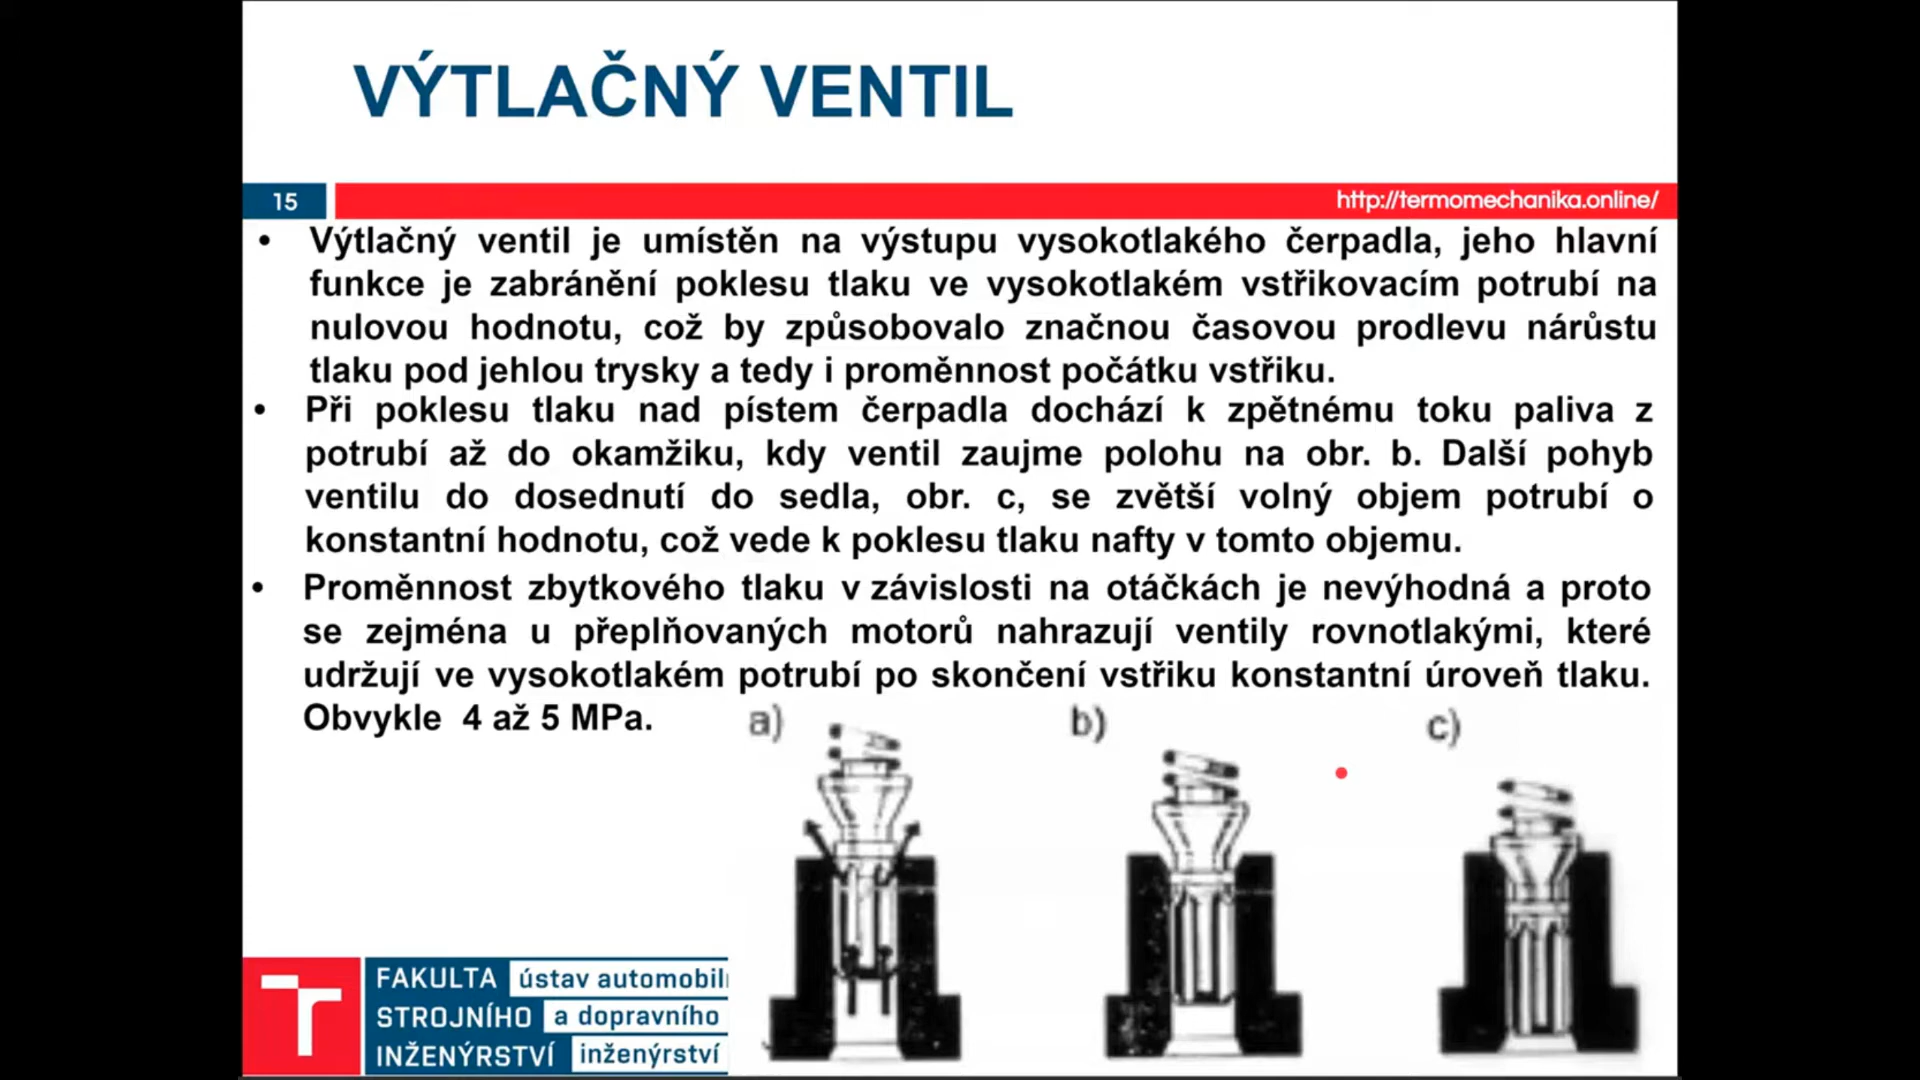 VÝTLAČNÝ VENTIL
15
http://termomechanika.online/
• Výtlačný ventil je umístěn na výstupu vysokotlakého čerpadla, jeho hlavní
funkce je zabránění poklesu tlaku ve vysokotlakém vstřikovacím potrubí na
nulovou hodnotu, což by způsobovalo značnou časovou prodlevu nárůstu
tlaku pod jehlou trysky a tedy i proměnnost počátku vstřiku.
• Při poklesu tlaku nad pístem čerpadla dochází k zpětnému toku paliva z
potrubí až do okamžiku, kdy ventil zaujme polohu na obr. b. Další pohyb
ventilu do dosednutí do sedla, obr. c, se zvětší volný objem potrubí o
konstantní hodnotu, což vede k poklesu tlaku nafty v tomto objemu.
• Proměnnost zbytkového tlaku v závislosti na otáčkách je nevýhodná a proto
se zejména u přeplňovaných motorů nahrazují ventily rovnotlakými, které
udržují ve vysokotlakém potrubí po skončení vstřiku konstantní úroveň tlaku.
Obvykle 4 až 5 MPa.
a)
b)
c)
FAKULTA ústav automobil
STROJNÍHO a dopravního
INŽENÝRSTVÍ inženýrství